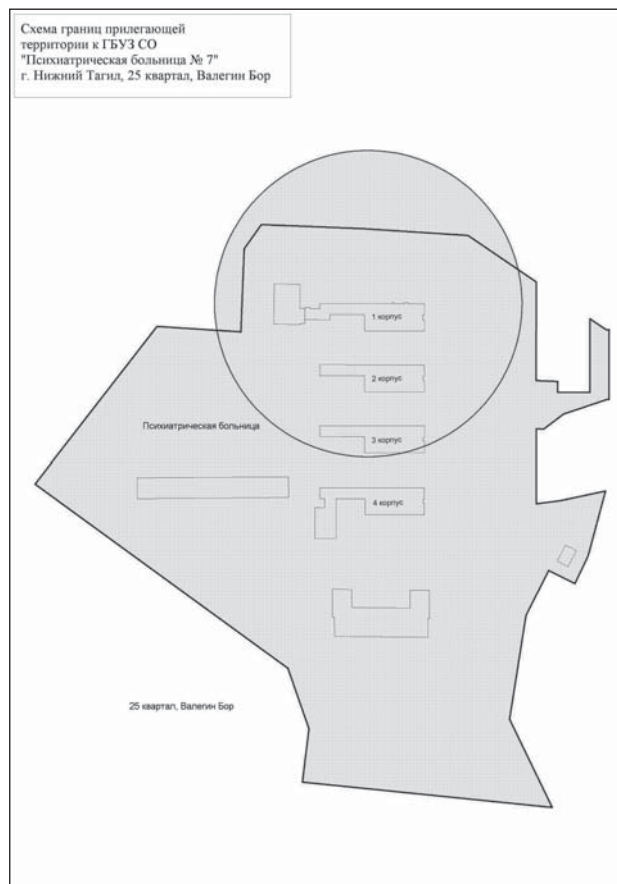 Схема границ прилегающей
территории к ГБУЗ СО
"Психиатрическая больница № 7"
г. Нижний Тагил, 25 квартал, Валегин Бор
1 корпус
2 корпус
Психиатрическая больница
3 корпус
4 корпус
25 квартал, Валегин Бор